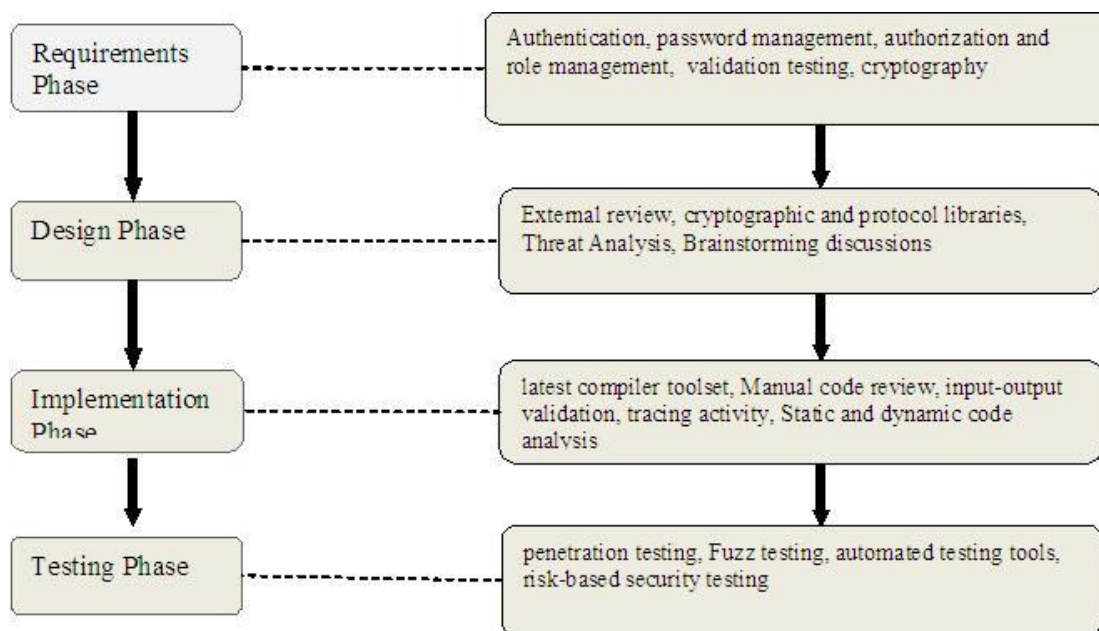 Requirements
Phase
Authentication, password management, authorization and
role management, validation testing, cryptography
Design Phase
External review, cryptographic and protocol libraries,
Threat Analysis, Brainstorming discussions
Implementation
Phase
latest compiler toolset, Manual code review, input-output
validation, tracing activity, Static and dynamic code
analysis
Testing Phase
penetration testing, Fuzz testing, automated testing tools,
risk-based security testing